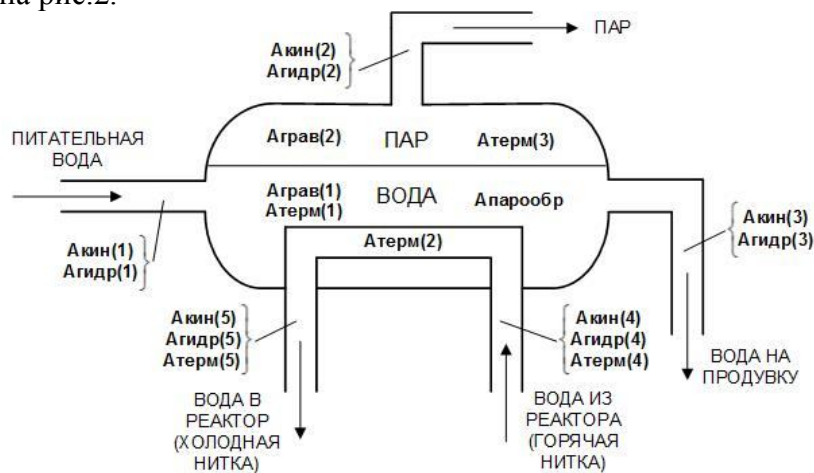 на рис.2.
Акин(2)
Агидр(2)
ПАР
ПИТАТЕЛЬНАЯ
ВОДА
Аграв(2)
ПАР
Атерм(3)
Аграв(1)
Атерм(1)
ВОДА
Апарообр
Атерм(2)
Акин(1)
Агидр(1)
Акин(3)
Агидр(3)
Акин(5)
Агидр(5)
Атерм(5)
Акин(4)
Агидр(4)
Атерм(4)
ВОДА В
РЕАКТОР
(ХОЛОДНАЯ
НИТКА)
ВОДА ИЗ
РЕАКТОРА
(ГОРЯЧАЯ
НИТКА)
ВОДА НА
ПРОДУВКУ